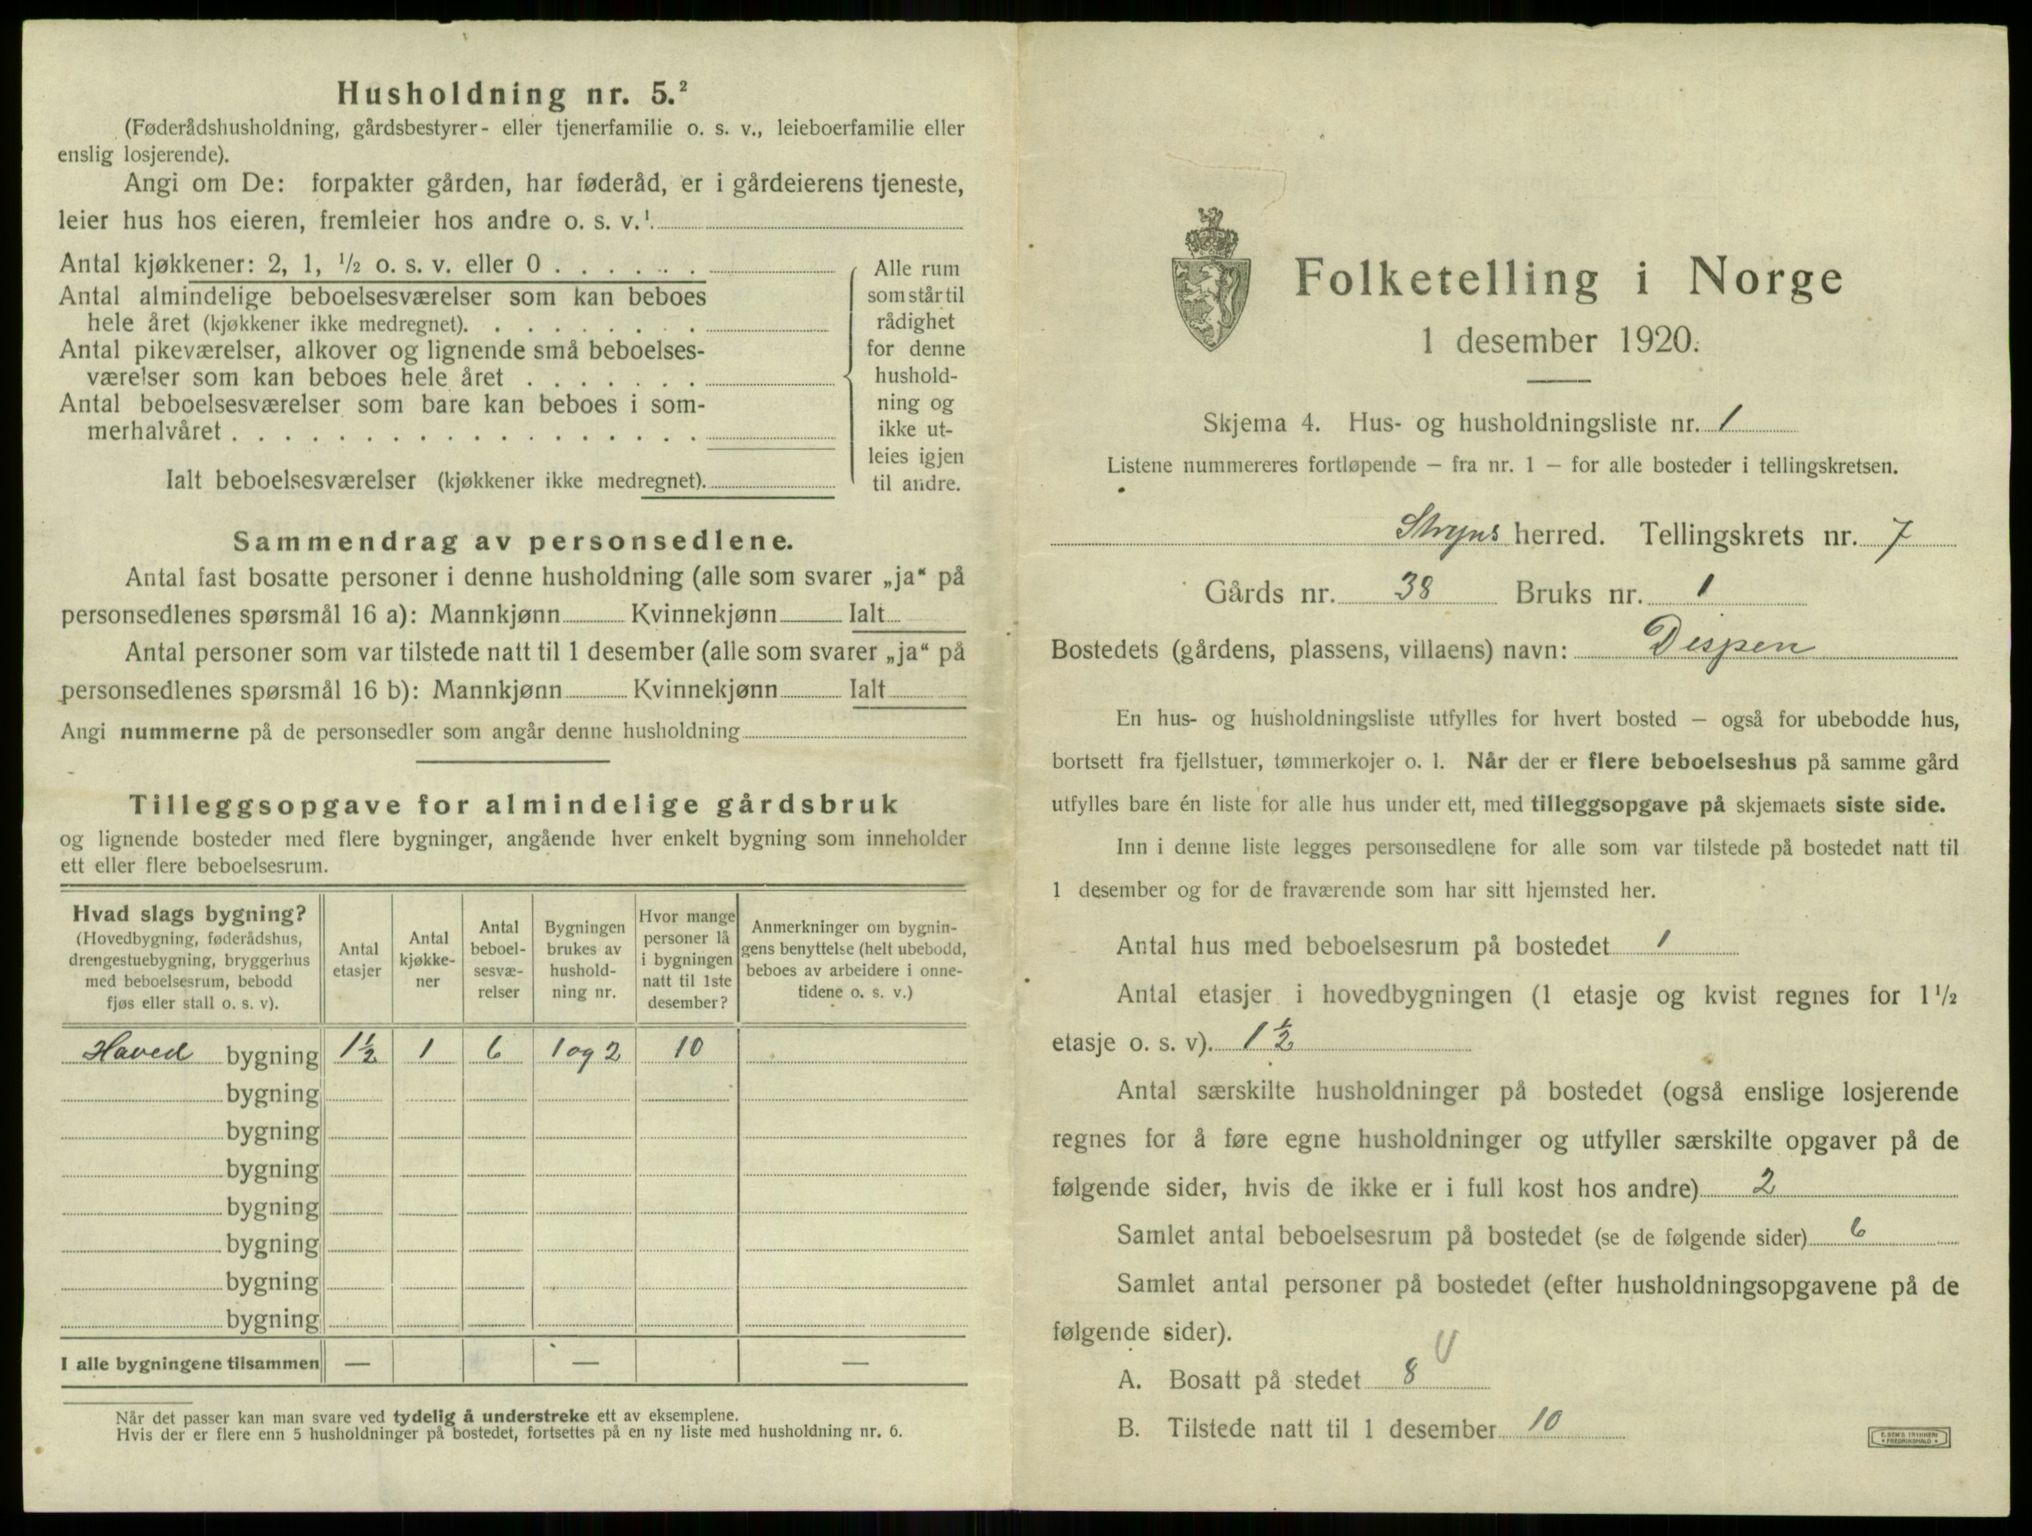 Husholdning nr. 5.²
(Føderådshusholdning, gårdsbestyrer- eller tjenerfamilie o. s. v., leieboerfamilie eller
enslig losjerende).
Angi om De: forpakter gården, har føderåd, er i gårdeierens tjeneste,
leier hus hos eieren, fremleier hos andre o. s. v.¹
Antal kjøkkener: 2, 1, ½ o. s. v. eller 0 . . . . . .
Antal almindelige beboelsesværelser som kan beboes
hele året (kjøkkener ikke medregnet). . . . . . . . .
Antal pikeværelser, alkover og lignende små beboelses-
værelser som kan beboes hele året . . . . . . .
Antal beboelsesværelser som bare kan beboes i som-
merhalvåret . . . . . . . . . . . . . . . . . .
Ialt beboelsesværelser (kjøkkener ikke medregnet).
Alle rum
som står til
rådighet
for denne
hushold-
ning og
ikke ut-
leies igjen
til andre.
Sammendrag av personsedlene.
Antal fast bosatte personer i denne husholdning (alle som svarer „ja“ på
personsedlenes spørsmål 16 a): Mannkjønn Kvinnekjønn Ialt
Antal personer som var tilstede natt til 1 desember (alle som svarer „ja“ på
personsedlenes spørsmål 16 b): Mannkjønn Kvinnekjønn Ialt
Angi nummerne på de personsedler som angår denne husholdning
Tilleggsopgave for almindelige gårdsbruk
og lignende bosteder med flere bygninger, angående hver enkelt bygning som inneholder
ett eller flere beboelsesrum.
Hvad slags bygning?
(Hovedbygning, føderådshus,
drengestuebygning, bryggerhus
med beboelsesrum, bebodd
fjøs eller stall o. s. v).
Antal
etasjer
Antal
kjøkke-
ner
Antal
beboel-
sesvæ-
relser
Bygningen
brukes av
hushold-
ning nr.
Hvor mange
personer lå
i bygningen
natt til 1ste
desember?
Anmerkninger om bygnin-
gens benyttelse (helt ubebodd,
beboes av arbeidere i onne-
tidene o. s. v.)
Hoved bygning 1½ 1 6 1 og 2 10
bygning
bygning
bygning
bygning
bygning
bygning
bygning
I alle bygningene tilsammen — — —
Når det passer kan man svare ved tydelig å understreke ett av eksemplene.
Hvis der er flere enn 5 husholdninger på bostedet, fortsettes på en ny liste med husholdning nr. 6.
Folketelling i Norge
1 desember 1920.
Skjema 4. Hus- og husholdningsliste nr. 1
Listene nummereres fortløpende — fra nr. 1 — for alle bosteder i tellingskretsen.
Stryns herred. Tellingskrets nr. 7
Gårds nr. 38 Bruks nr. 1
Bostedets (gårdens, plassens, villaens) navn: Dispen
En hus- og husholdningsliste utfylles for hvert bosted — også for ubebodde hus,
bortsett fra fjellstuer, tømmerkojer o. l. Når der er flere beboelseshus på samme gård
utfylles bare én liste for alle hus under ett, med tilleggsopgave på skjemaets siste side.
Inn i denne liste legges personsedlene for alle som var tilstede på bostedet natt til
1 desember og for de fraværende som har sitt hjemsted her.
Antal hus med beboelsesrum på bostedet 1
Antal etasjer i hovedbygningen (1 etasje og kvist regnes for 1½
etasje o. s. v). 1½
Antal særskilte husholdninger på bostedet (også enslige losjerende
regnes for å føre egne husholdninger og utfyller særskilte opgaver på de
følgende sider, hvis de ikke er i full kost hos andre) 2
Samlet antal beboelsesrum på bostedet (se de følgende sider) 6
Samlet antal personer på bostedet (efter husholdningsopgavene på de
følgende sider).
A. Bosatt på stedet 8
B. Tilstede natt til 1 desember 10
E. SEM'S TRYKKERI
FREDRIKSHALD